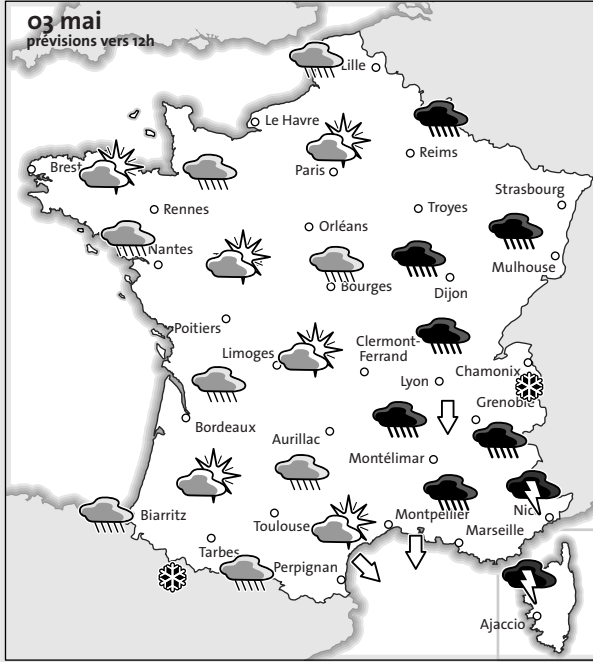 03 mai
prévisions vers 12h
Lille
Le Havre
Reims
Brest
Paris
Strasbourg
Rennes
Troyes
Orléans
Nantes
Mulhouse
Bourges
Dijon
Poitiers
Limoges
Clermont-
Ferrand
Chamonix
Lyon
Grenoble
Bordeaux
Aurillac
Montélimar
Biarritz
Toulouse
Montpellier
Nic
Marseille
Tarbes
Perpignan
Ajaccio